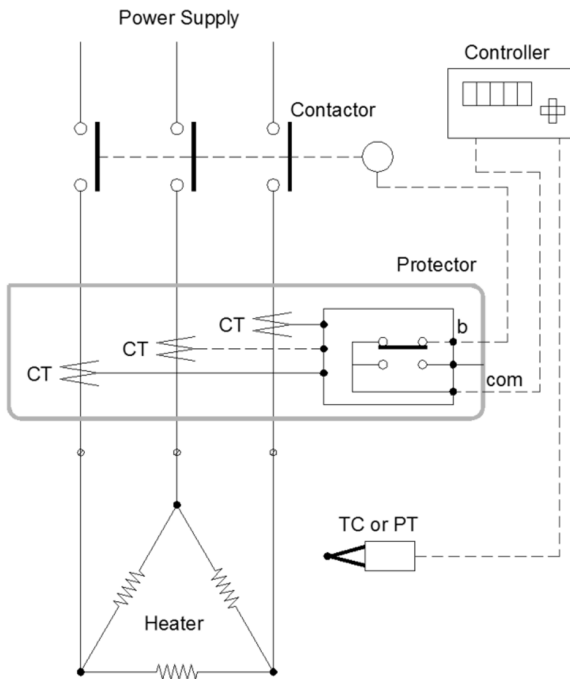 Power Supply
Controller
Contactor
Protector
CT
b
CT
CT
com
TC or PT
Heater